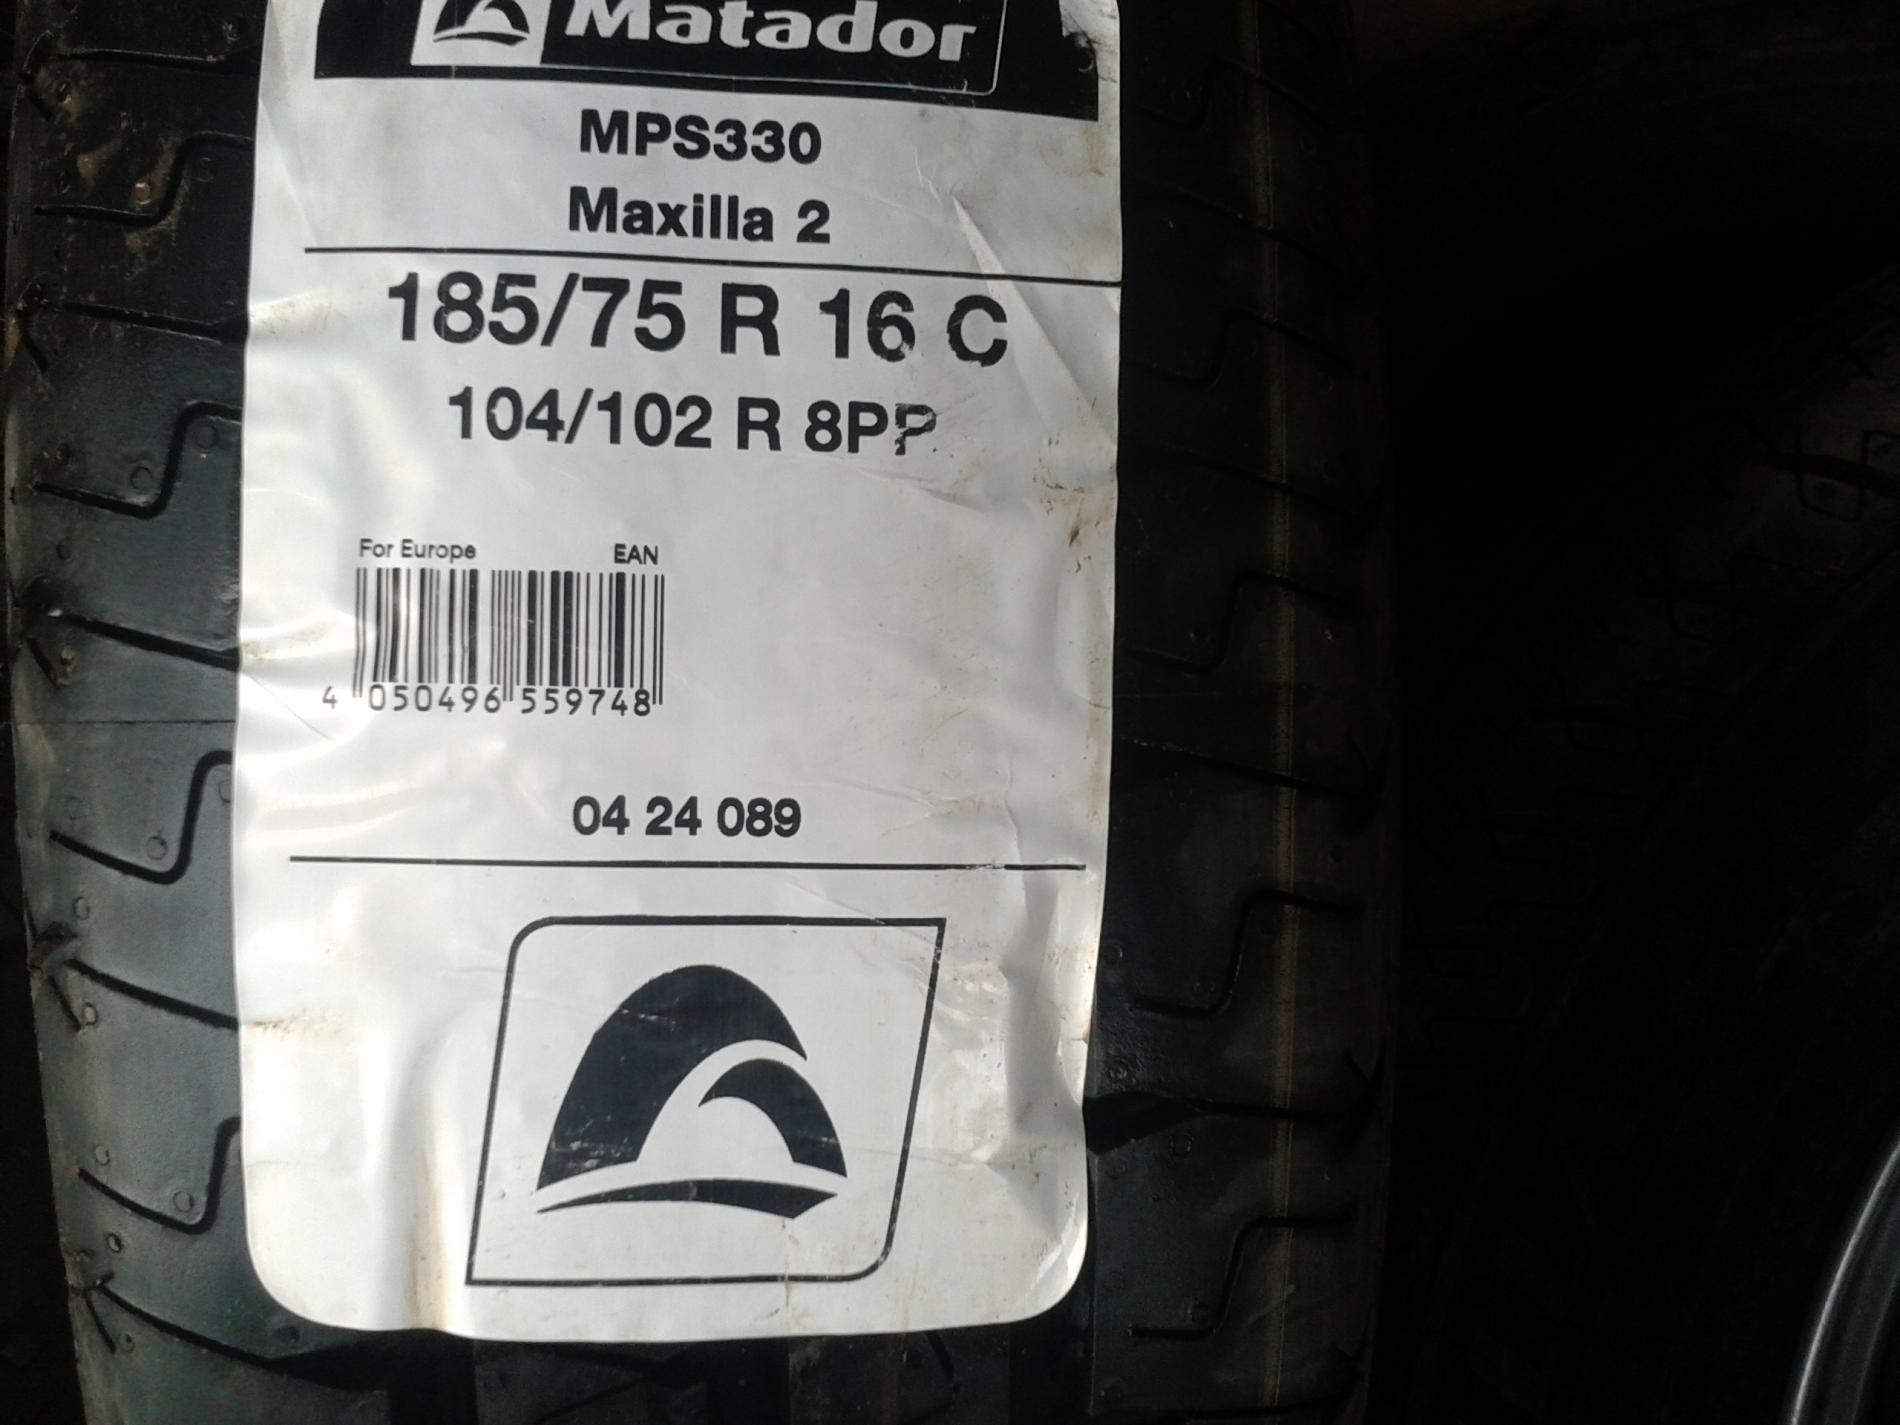 Matador
MPS330
Maxilla 2
185/75 R 16 C
104/102 R 8PR
For Europe EAN
4 050496 559748
04 24 089